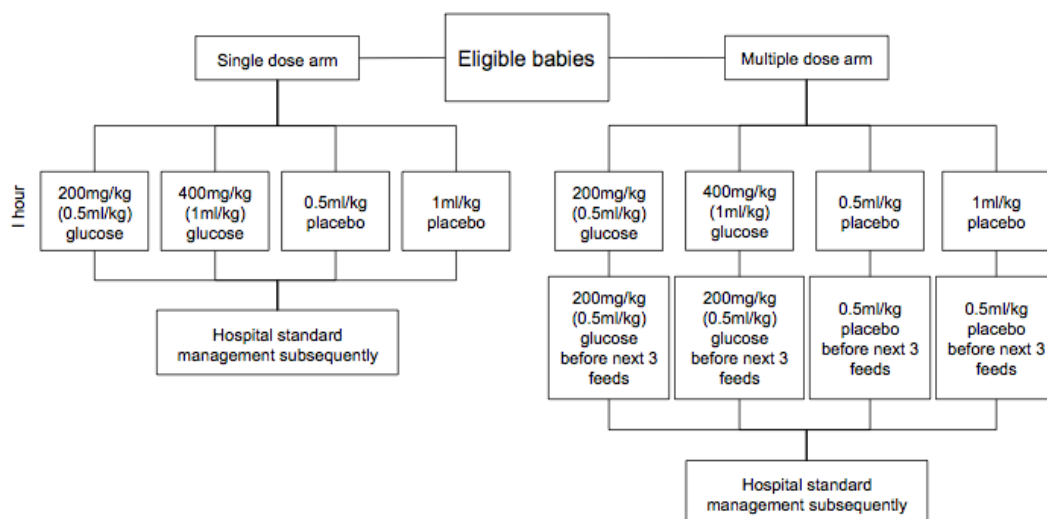 Eligible babies
Single dose arm
Multiple dose arm
I hour
200mg/kg
(0.5ml/kg)
glucose
400mg/kg
(1ml/kg)
glucose
0.5ml/kg
placebo
1ml/kg
placebo
Hospital standard
management subsequently
200mg/kg
(0.5ml/kg)
glucose
400mg/kg
(1ml/kg)
glucose
0.5ml/kg
placebo
1ml/kg
placebo
200mg/kg
(0.5ml/kg)
glucose
before next 3
feeds
200mg/kg
(0.5ml/kg)
glucose
before next 3
feeds
0.5ml/kg
placebo
before next 3
feeds
0.5ml/kg
placebo
before next 3
feeds
Hospital standard
management subsequently